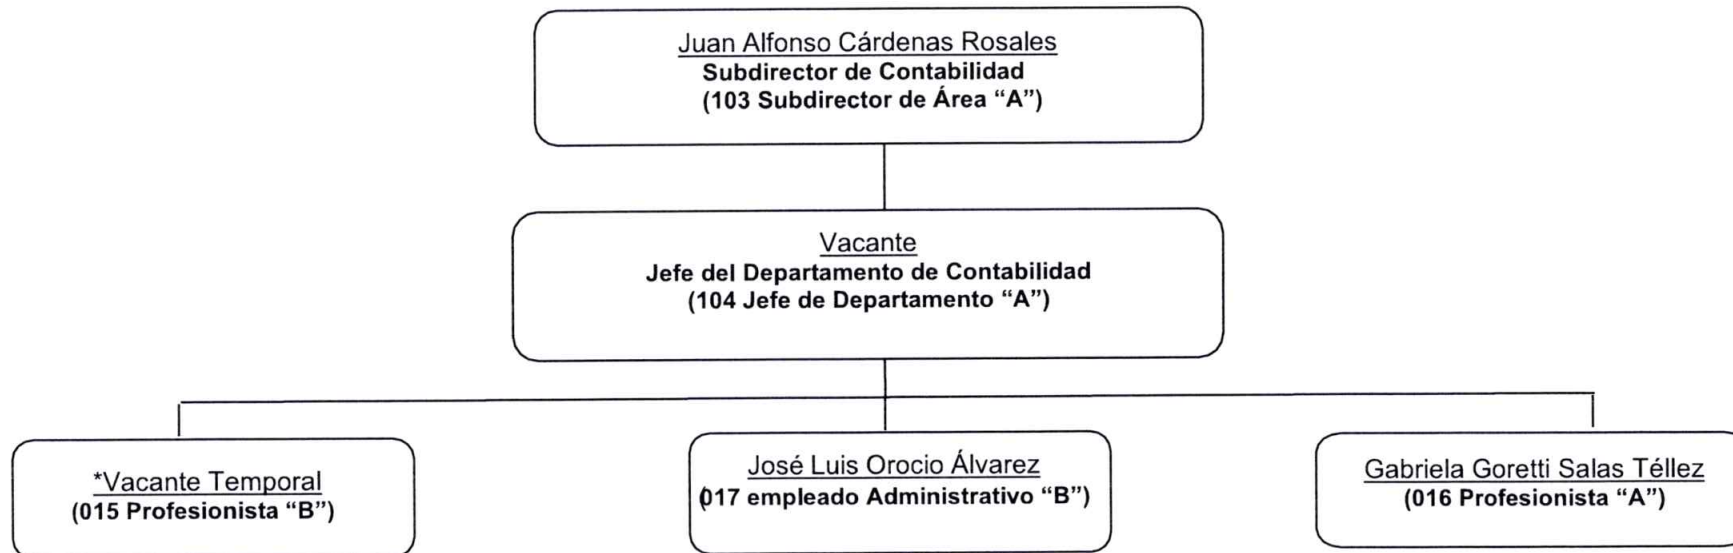 Juan Alfonso Cárdenas Rosales
Subdirector de Contabilidad
(103 Subdirector de Área “A”)
Vacante
Jefe del Departamento de Contabilidad
(104 Jefe de Departamento “A”)
*Vacante Temporal
(015 Profesionista “B”)
José Luis Orocio Álvarez
(017 empleado Administrativo “B”)
Gabriela Goretti Salas Téllez
(016 Profesionista “A”)